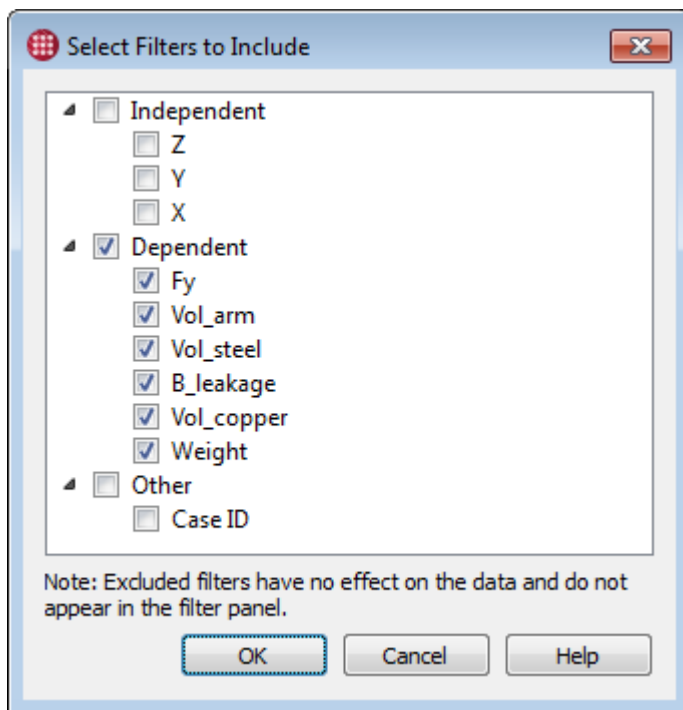 Select Filters to Include
Independent
Z
Y
X
Dependent
Fy
Vol_arm
Vol_steel
B_leakage
Vol_copper
Weight
Other
Case ID
Note: Excluded filters have no effect on the data and do not
appear in the filter panel.
OK Cancel Help